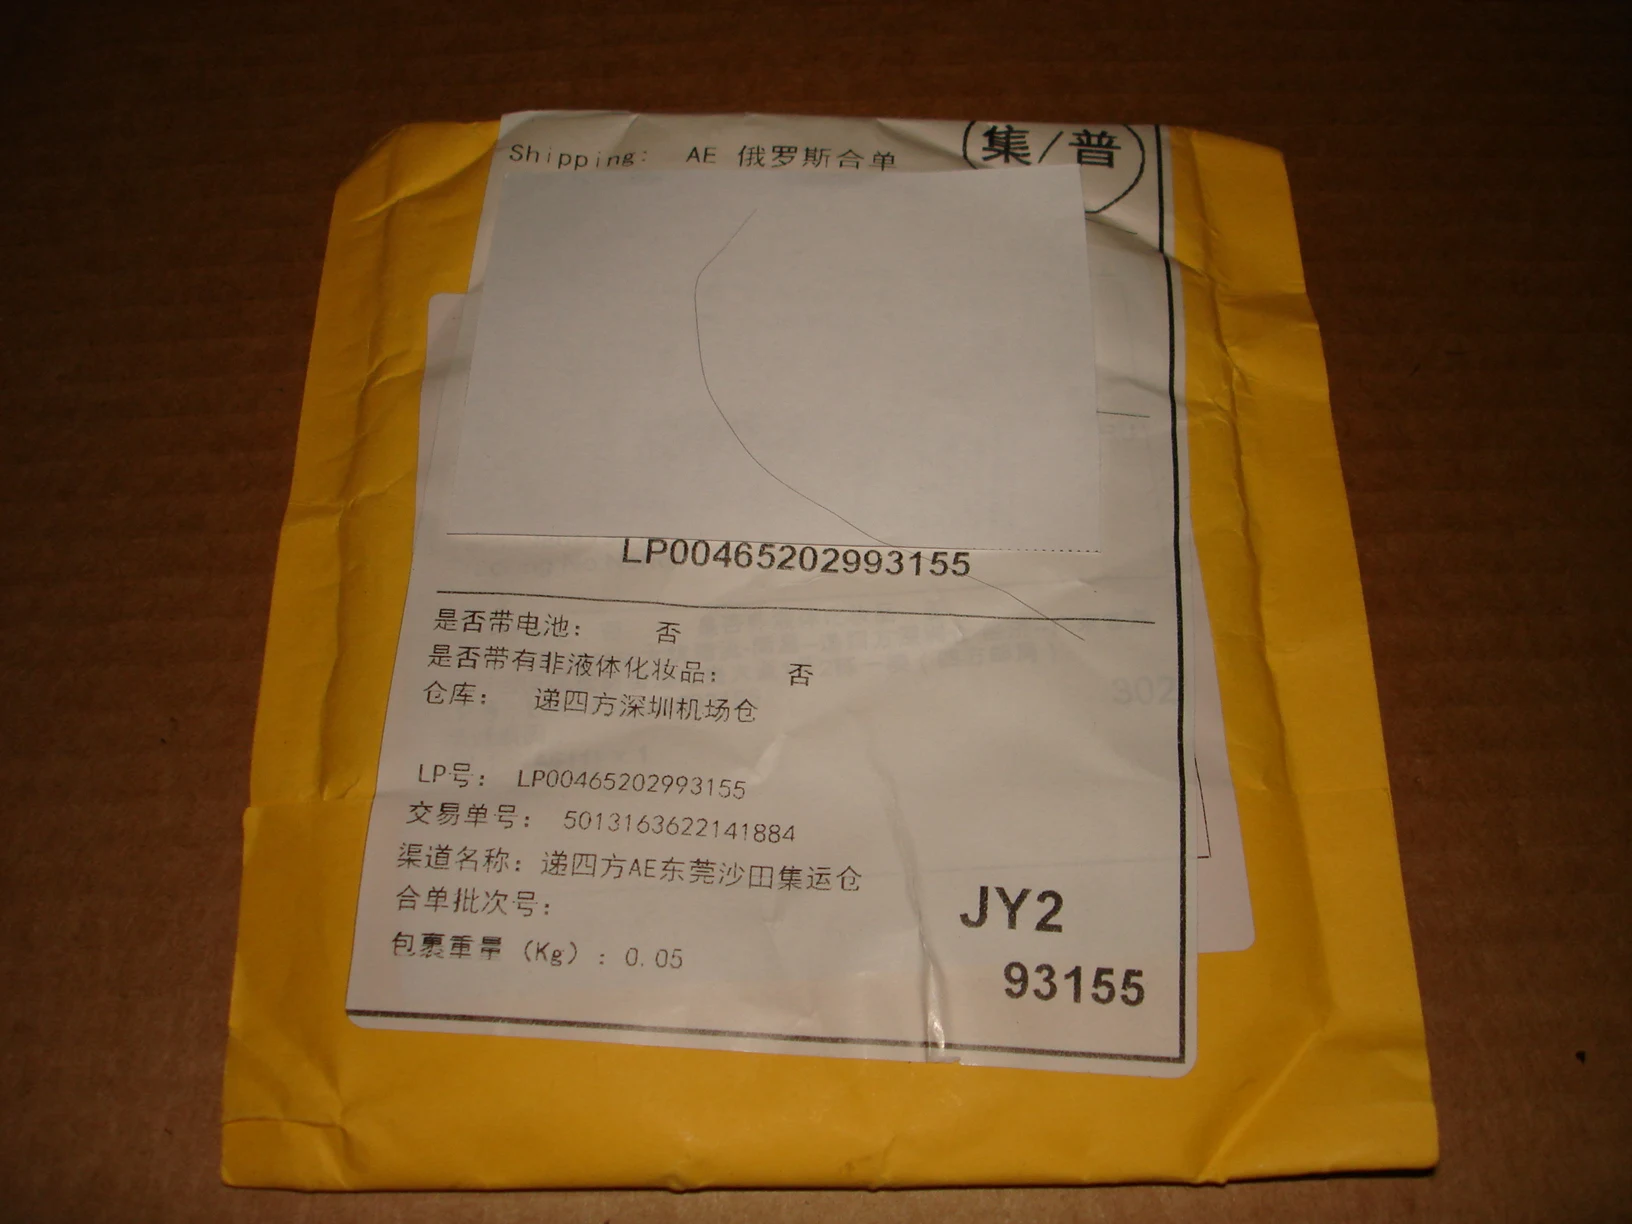 Shipping: AE 俄罗斯合单
集/普
LP00465202993155
是否带电池: 否
是否带有非液体化妆品: 否
仓库: 递四方深圳机场仓
302
LP号: LP00465202993155
交易单号: 5013163622141884
渠道名称: 递四方AE东莞沙田集运仓
合单批次号:
JY2
包裹重量 (Kg) : 0.05
93155